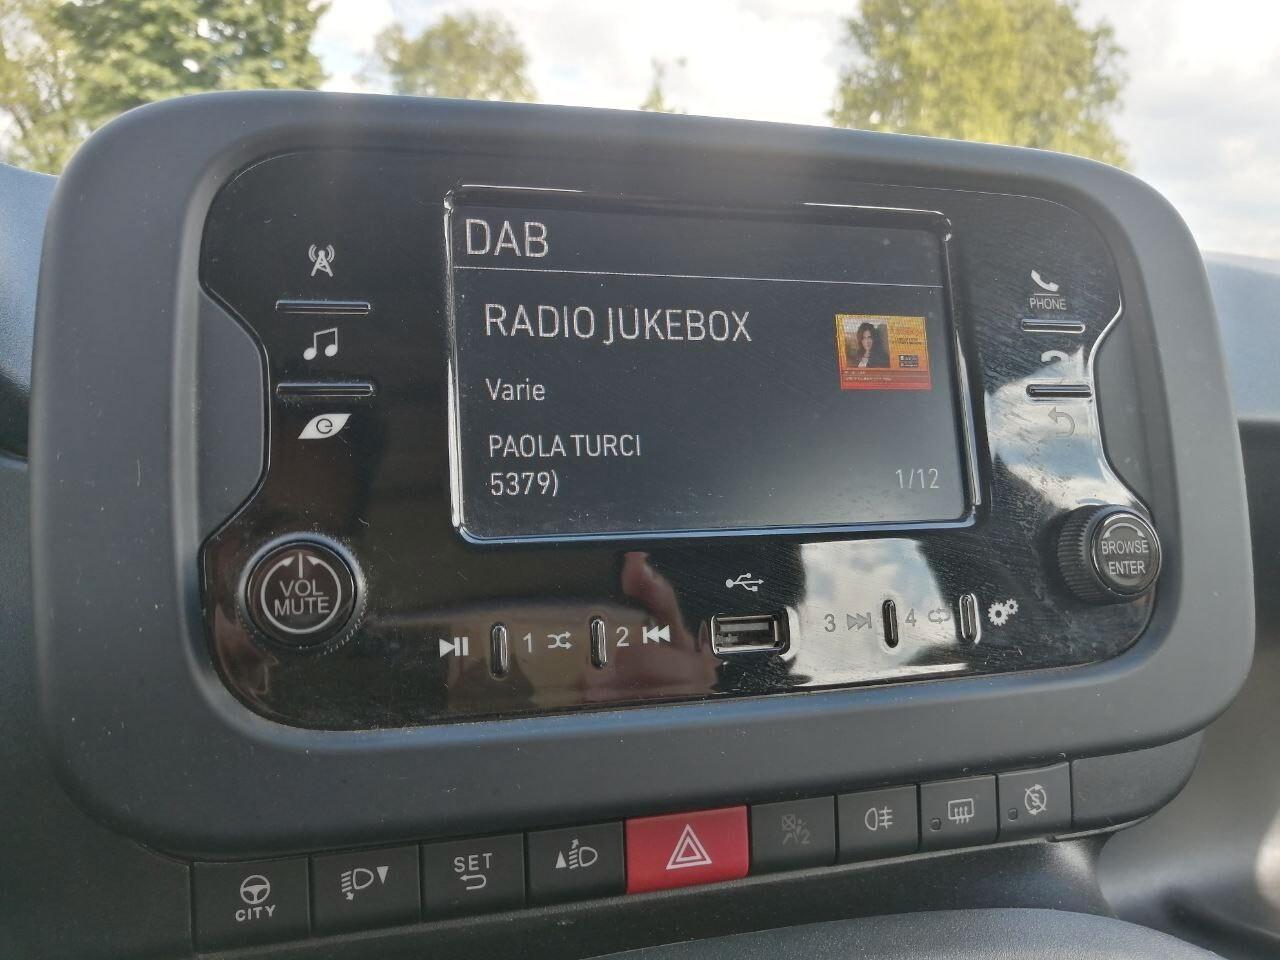 DAB
RADIO JUKEBOX
Varie
PAOLA TURCI
5379)
1/12
PHONE
VOL
MUTE
BROWSE
ENTER
1
2
3
4
CITY
SET
2